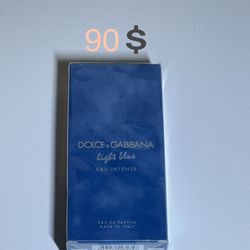 90 $
DOLCE & GABBANA
light blue
EAU INTENSE
EAU DE PARFUM
MADE IN ITALY